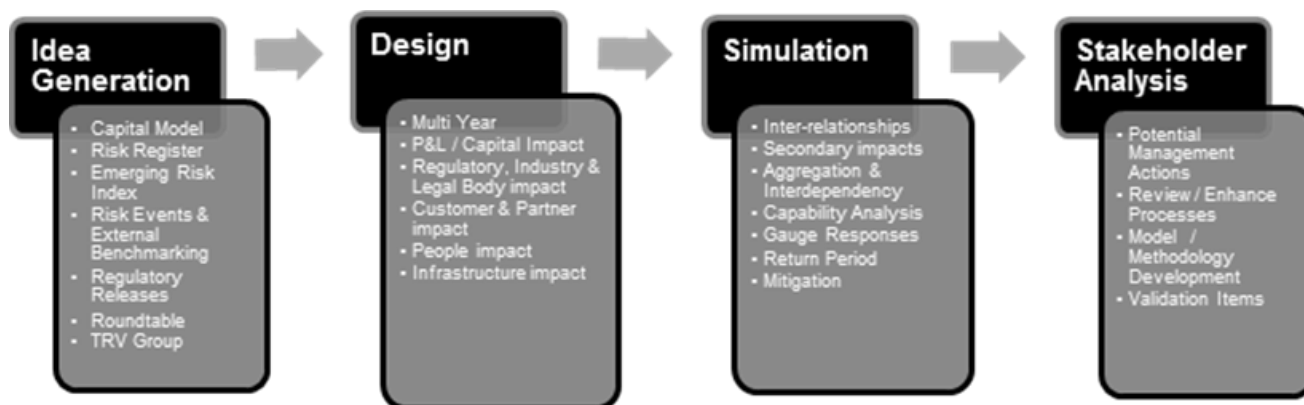 Idea
Generation
• Capital Model
• Risk Register
• Emerging Risk
Index
• Risk Events &
External
Benchmarking
• Regulatory
Releases
• Roundtable
• TRV Group
Design
• Multi Year
• P&L / Capital Impact
• Regulatory, Industry &
Legal Body impact
• Customer & Partner
impact
• People impact
• Infrastructure impact
Simulation
• Inter-relationships
• Secondary impacts
• Aggregation &
Interdependency
• Capability Analysis
• Gauge Responses
• Return Period
• Mitigation
Stakeholder
Analysis
• Potential
Management
Actions
• Review / Enhance
Processes
• Model /
Methodology
Development
• Validation Items